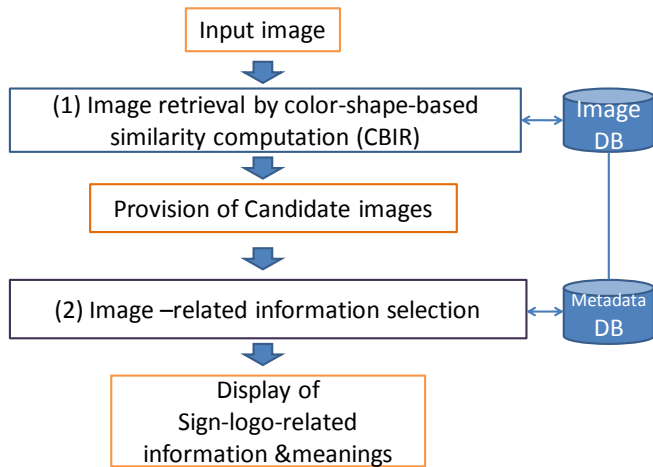 Input image
(1) Image retrieval by color-shape-based
similarity computation (CBIR)
Image
DB
Provision of Candidate images
(2) Image –related information selection
Metadata
DB
Display of
Sign-logo-related
information &meanings